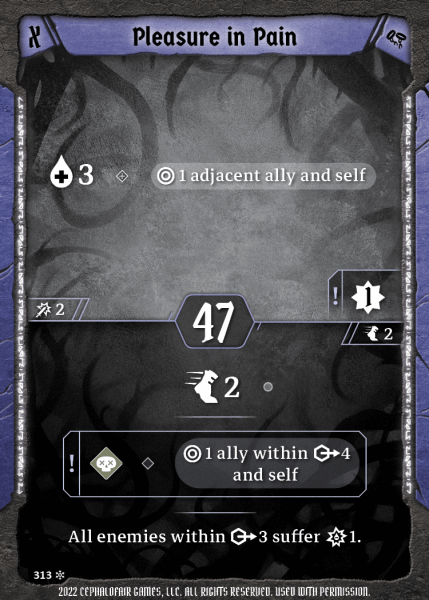 Pleasure in Pain
3 1 adjacent ally and self
! 1
2
47
2
2
! 1 ally within 4
and self
All enemies within 3 suffer 1.
313
2022 CEPHALOFAIR GAMES, LLC. ALL RIGHTS RESERVED. USED WITH PERMISSION.